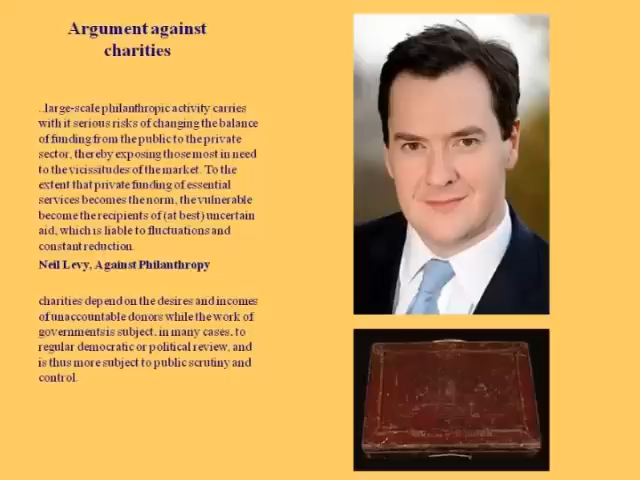 Argument against
charities
..large-scale philanthropic activity carries
with it serious risks of changing the balance
of funding from the public to the private
sector, thereby exposing those most in need
to the vicissitudes of the market. To the
extent that private funding of essential
services becomes the norm, the vulnerable
become the recipients of (at best) uncertain
aid, which is liable to fluctuations and
constant reduction.
Neil Levy, Against Philanthropy
charities depend on the desires and incomes
of unaccountable donors while the work of
governments is subject, in many cases, to
regular democratic or political review, and
is thus more subject to public scrutiny and
control.